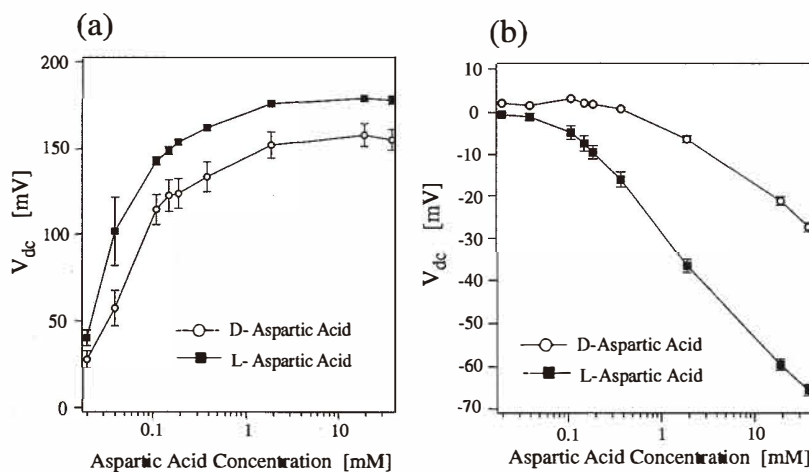 (a)
200
150
100
50
0
V_dc [mV]
D- Aspartic Acid
L- Aspartic Acid
0.1 1 10
Aspartic Acid Concentration [mM]
(b)
10
0
-10
-20
-30
-40
-50
-60
-70
V_dc [mV]
D-Aspartic Acid
L-Aspartic Acid
0.1 1 10
Aspartic Acid Concentration [mM]